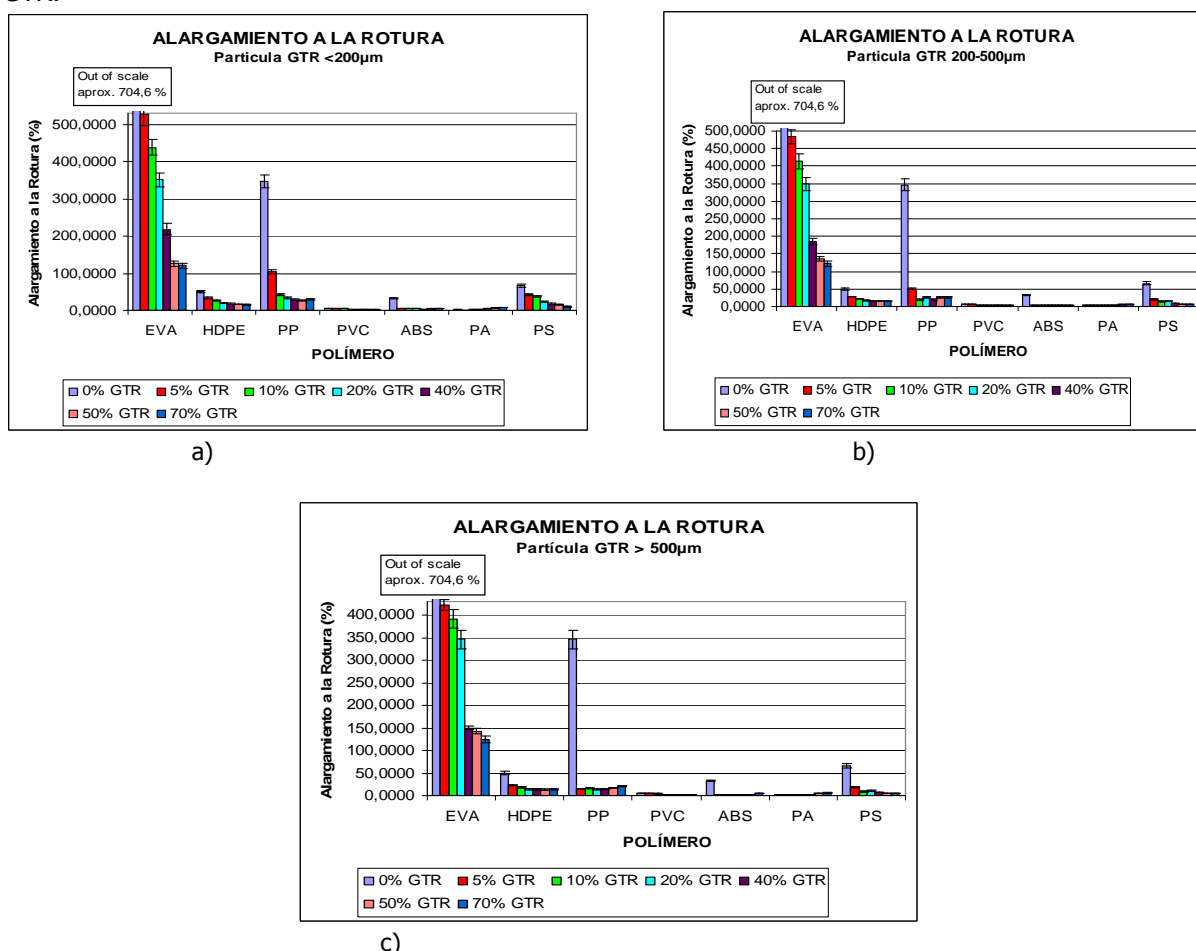 ALARGAMIENTO A LA ROTURA
Particula GTR <200µm
Out of scale
aprox. 704,6 %
Alargamiento a la Rotura (%)
500,0000
400,0000
300,0000
200,0000
100,0000
0,0000
EVA HDPE PP PVC ABS PA PS
POLÍMERO
0% GTR 5% GTR 10% GTR 20% GTR 40% GTR
50% GTR 70% GTR
a)
ALARGAMIENTO A LA ROTURA
Particula GTR 200-500µm
Out of scale
aprox. 704,6 %
Alargamiento a la Rotura (%)
500,0000
450,0000
400,0000
350,0000
300,0000
250,0000
200,0000
150,0000
100,0000
50,0000
0,0000
EVA HDPE PP PVC ABS PA PS
POLÍMERO
0% GTR 5% GTR 10% GTR 20% GTR 40% GTR
50% GTR 70% GTR
b)
ALARGAMIENTO A LA ROTURA
Partícula GTR > 500µm
Out of scale
aprox. 704,6 %
Alargamiento a la Rotura (%)
400,0000
350,0000
300,0000
250,0000
200,0000
150,0000
100,0000
50,0000
0,0000
EVA HDPE PP PVC ABS PA PS
POLÍMERO
0% GTR 5% GTR 10% GTR 20% GTR 40% GTR
50% GTR 70% GTR
c)